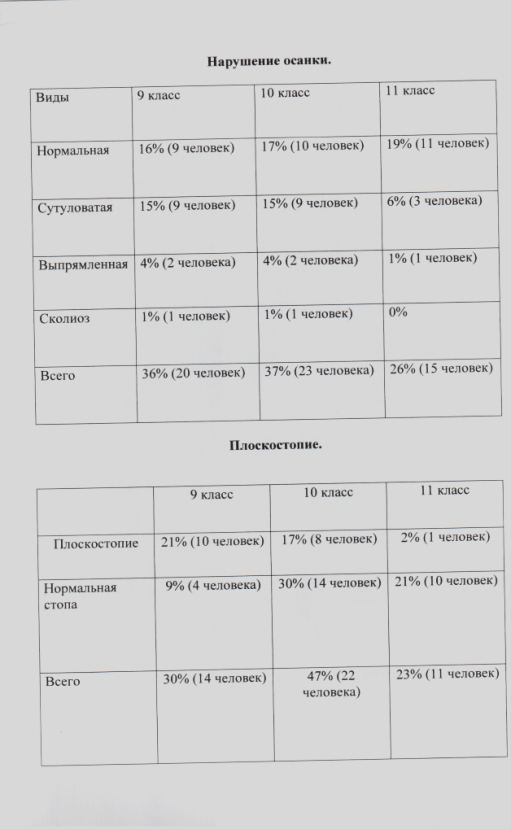 Нарушение осанки.
Виды 9 класс 10 класс 11 класс
Нормальная 16% (9 человек) 17% (10 человек) 19% (11 человек)
Сутуловатая 15% (9 человек) 15% (9 человек) 6% (3 человека)
Выпрямленная 4% (2 человека) 4% (2 человека) 1% (1 человек)
Сколиоз 1% (1 человек) 1% (1 человек) 0%
Всего 36% (20 человек) 37% (23 человека) 26% (15 человек)
Плоскостопие.
9 класс 10 класс 11 класс
Плоскостопие 21% (10 человек) 17% (8 человек) 2% (1 человек)
Нормальная 9% (4 человека) 30% (14 человек) 21% (10 человек)
стопа
Всего 30% (14 человек) 47% (22 23% (11 человек)
человека)